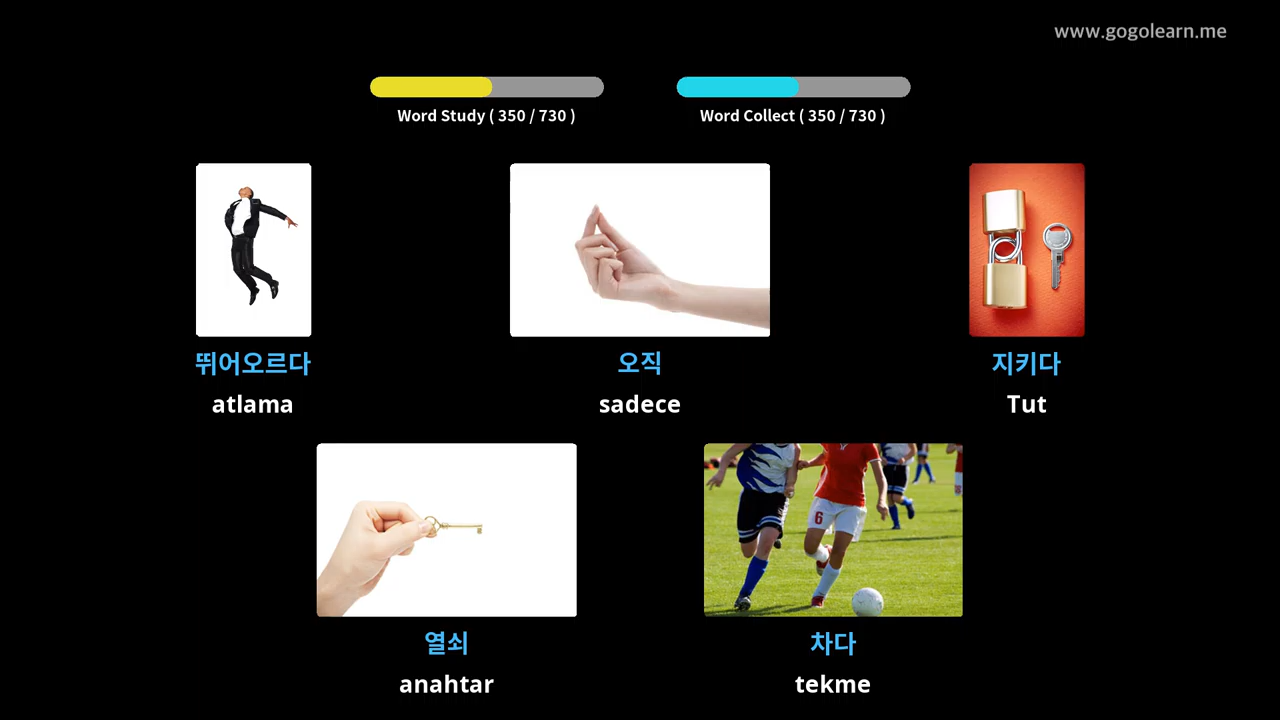 www.gogolearn.me
Word Study ( 350 / 730 )
Word Collect ( 350 / 730 )
뛰어오르다
atlama
오직
sadece
지키다
Tut
6
열쇠
anahtar
차다
tekme